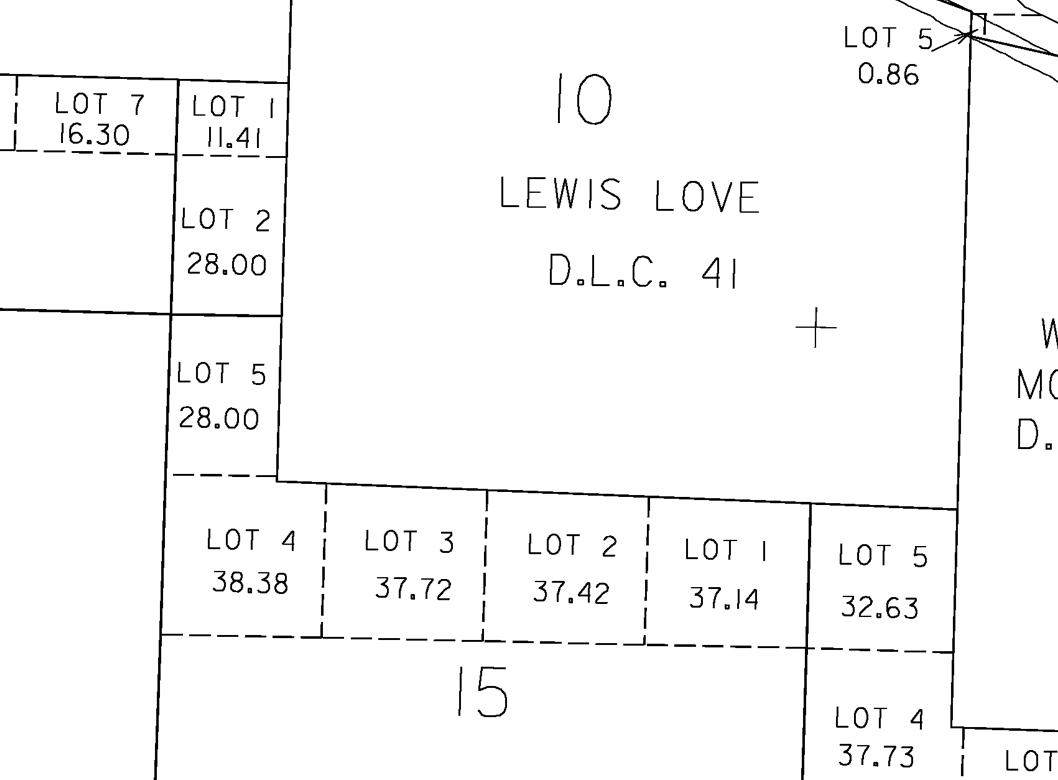 LOT 5
0.86
10
LOT 7
16.30
LOT 1
11.41
LEWIS LOVE
D.L.C. 41
LOT 2
28.00
LOT 5
28.00
LOT 4
38.38
LOT 3
37.72
LOT 2
37.42
LOT 1
37.14
LOT 5
32.63
15
LOT 4
37.73
LOT
D.